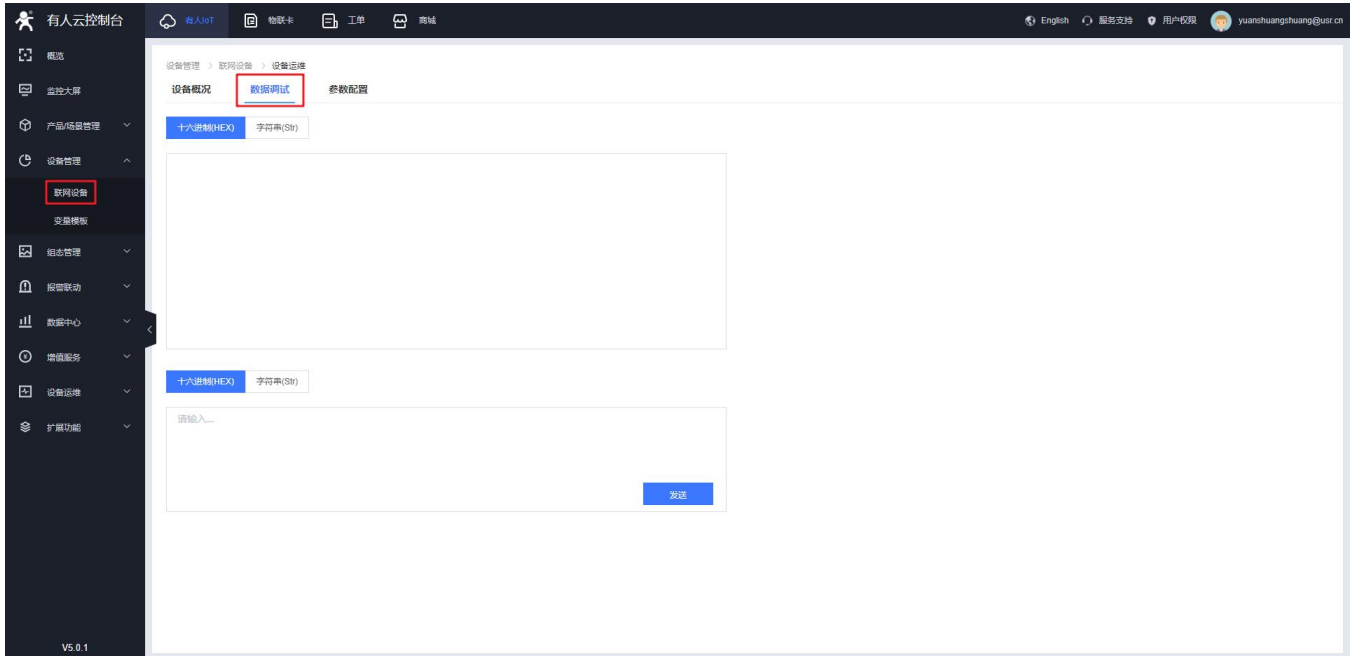 有人云控制台
有人IoT 物联卡 工单 商城 English 服务支持 用户权限 yuanshuangshuang@usr.cn
概览
监控大屏
产品/场景管理
设备管理
联网设备
变量模板
组态管理
报警联动
数据中心
增值服务
设备运维
扩展功能
V5.0.1
设备管理 > 联网设备 > 设备运维
设备概况 数据调试 参数配置
十六进制(HEX) 字符串(Str)
十六进制(HEX) 字符串(Str)
请输入...
发送